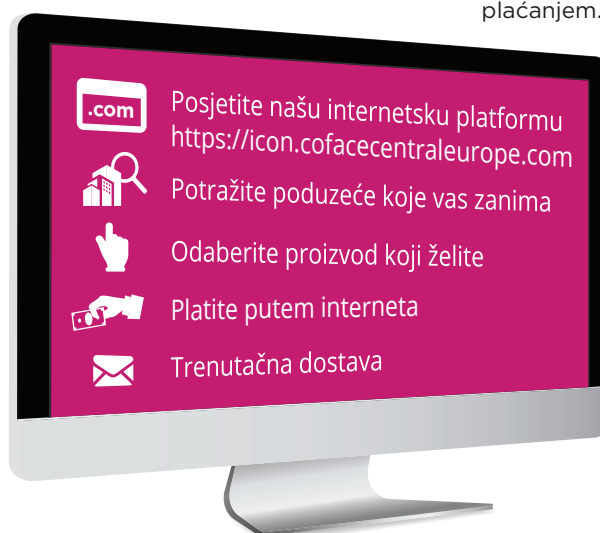 plaćanjem.
.com
Posjetite našu internetsku platformu
https://icon.cofacecentraleurope.com
Potražite poduzeće koje vas zanima
Odaberite proizvod koji želite
Platite putem interneta
Trenutačna dostava